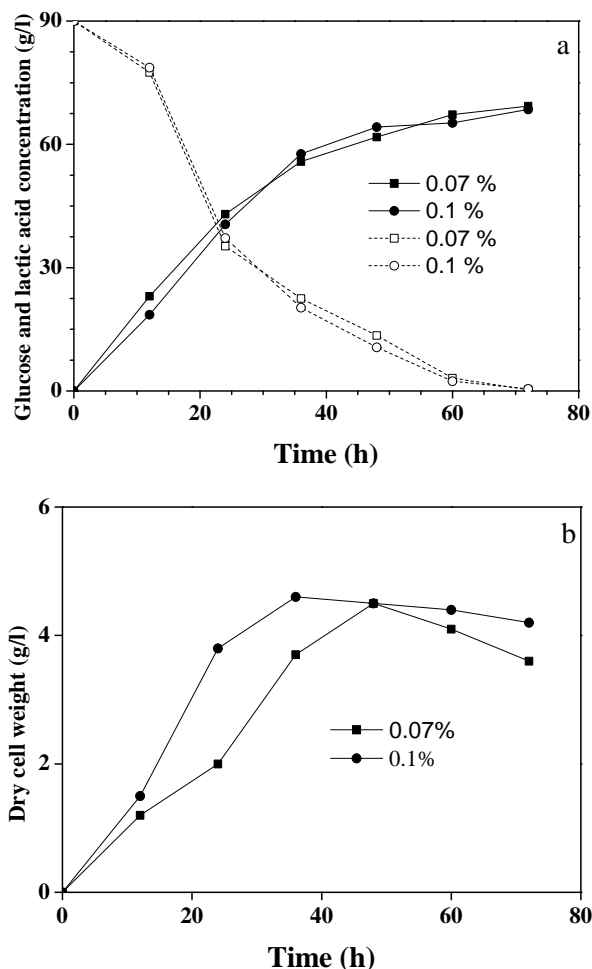 a
Glucose and lactic acid concentration (g/l)
90
60
30
0
0.07 %
0.1 %
0.07 %
0.1 %
0 20 40 60 80
Time (h)
b
Dry cell weight (g/l)
6
4
2
0
0.07%
0.1%
0 20 40 60 80
Time (h)